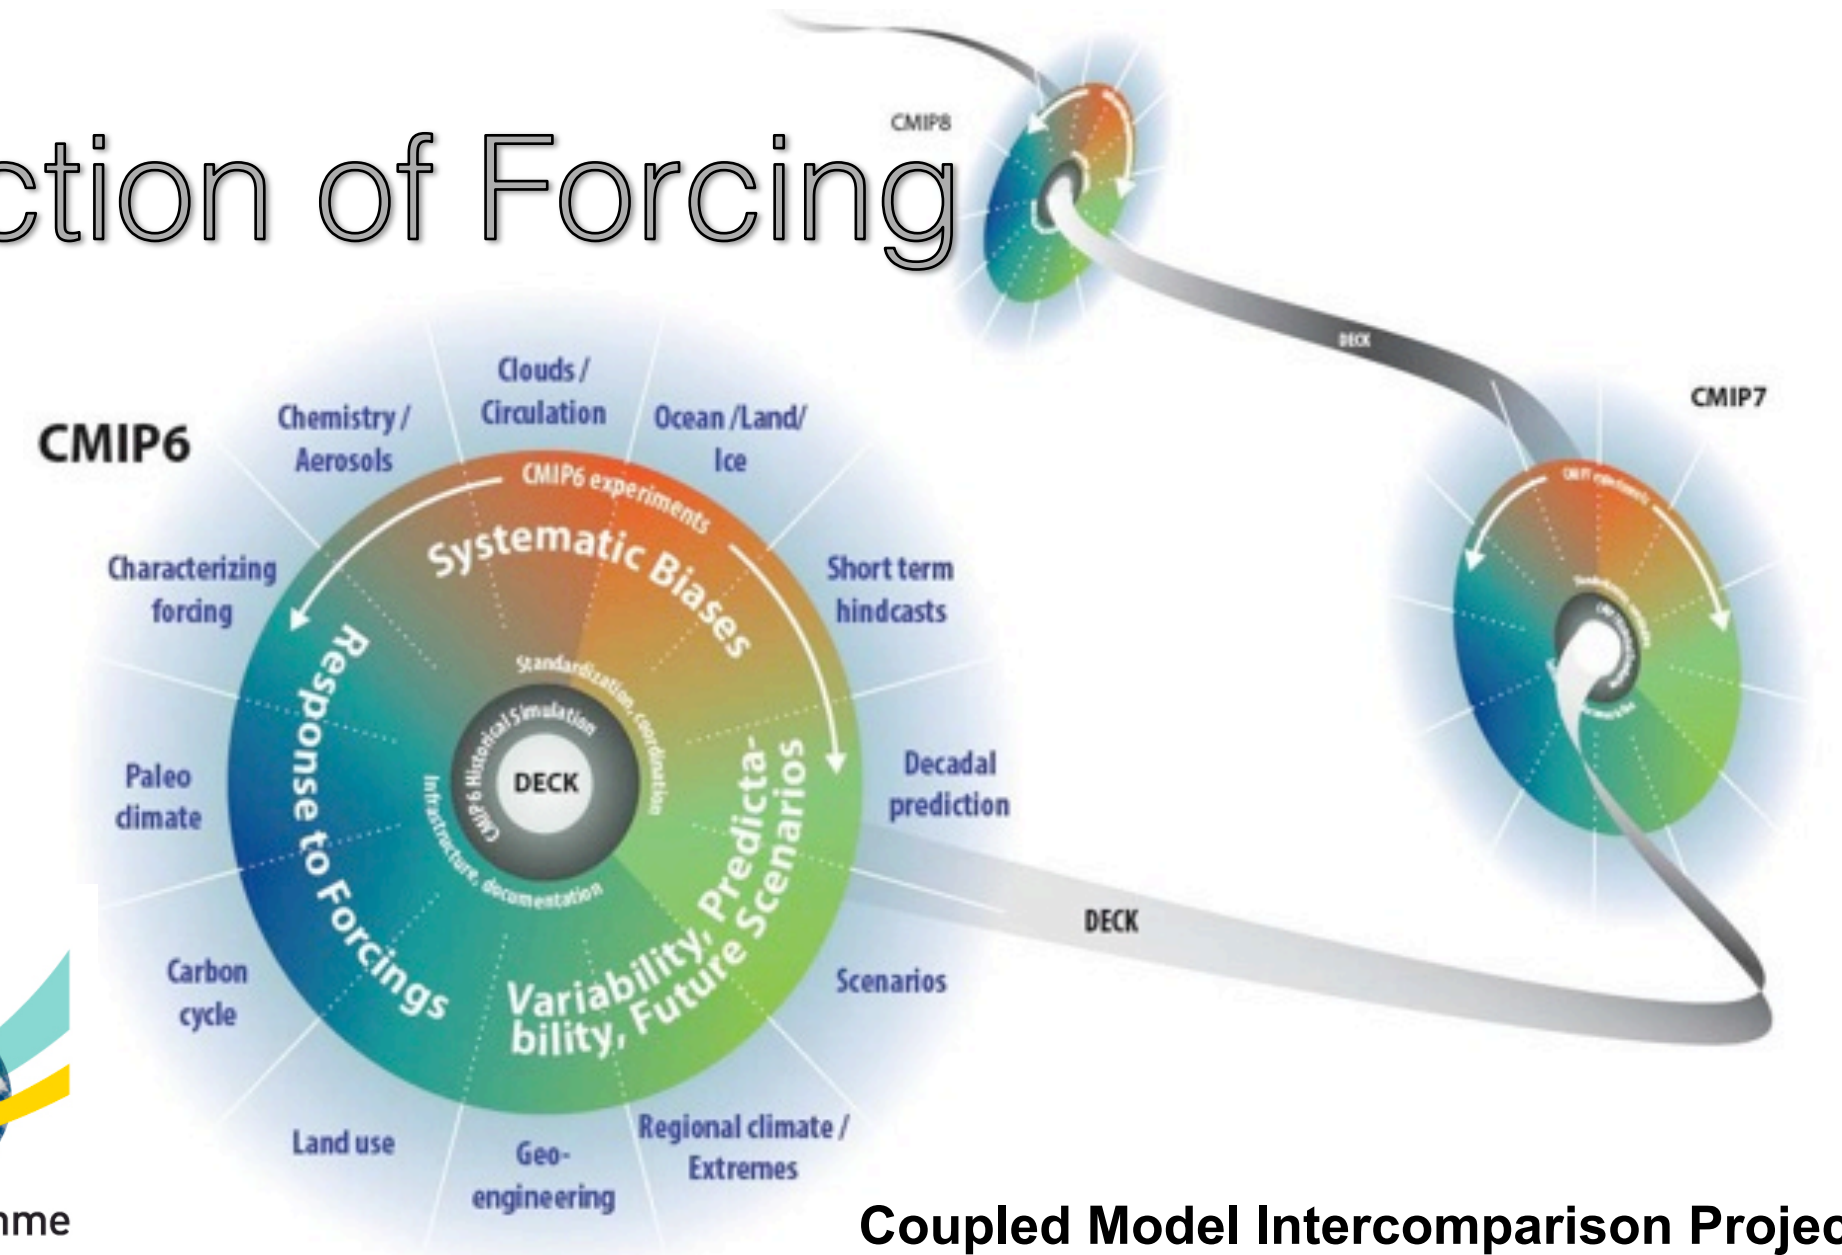 CMIP8
ction of Forcing
DECK
CMIP7
CMIP6
Clouds /
Circulation
Chemistry /
Aerosols
Ocean /Land/
Ice
Characterizing
forcing
Short term
hindcasts
Paleo
climate
Decadal
prediction
Carbon
cycle
Scenarios
Land use
Geo-
engineering
Regional climate /
Extremes
CMIP6 experiments
Systematic Biases
Response to Forcings
Variability, Predicta-
bility, Future Scenarios
Standardization, coordination
Infrastructure, documentation
CMIP6 Historical Simulation
DECK
DECK
mme
Coupled Model Intercomparison Projec